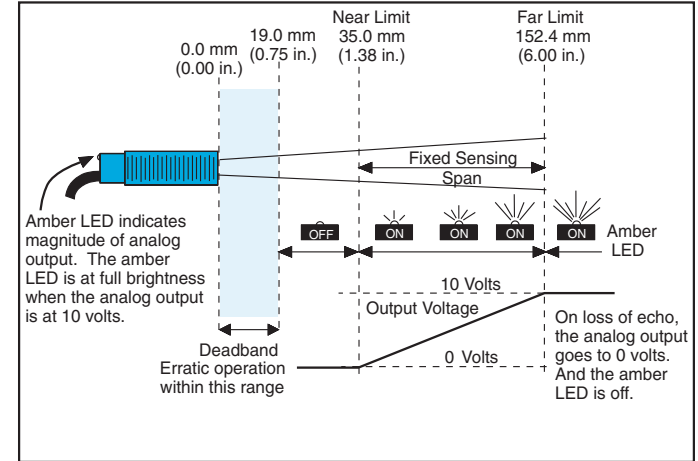 Near Limit
35.0 mm
(1.38 in.)
Far Limit
152.4 mm
(6.00 in.)
19.0 mm
(0.75 in.)
0.0 mm
(0.00 in.)
Fixed Sensing
Span
Amber LED indicates
magnitude of analog
output. The amber
LED is at full brightness
when the analog output
is at 10 volts.
OFF
ON
ON
ON
ON
Amber
LED
10 Volts
Output Voltage
0 Volts
Deadband
Erratic operation
within this range
On loss of echo,
the analog output
goes to 0 volts.
And the amber
LED is off.